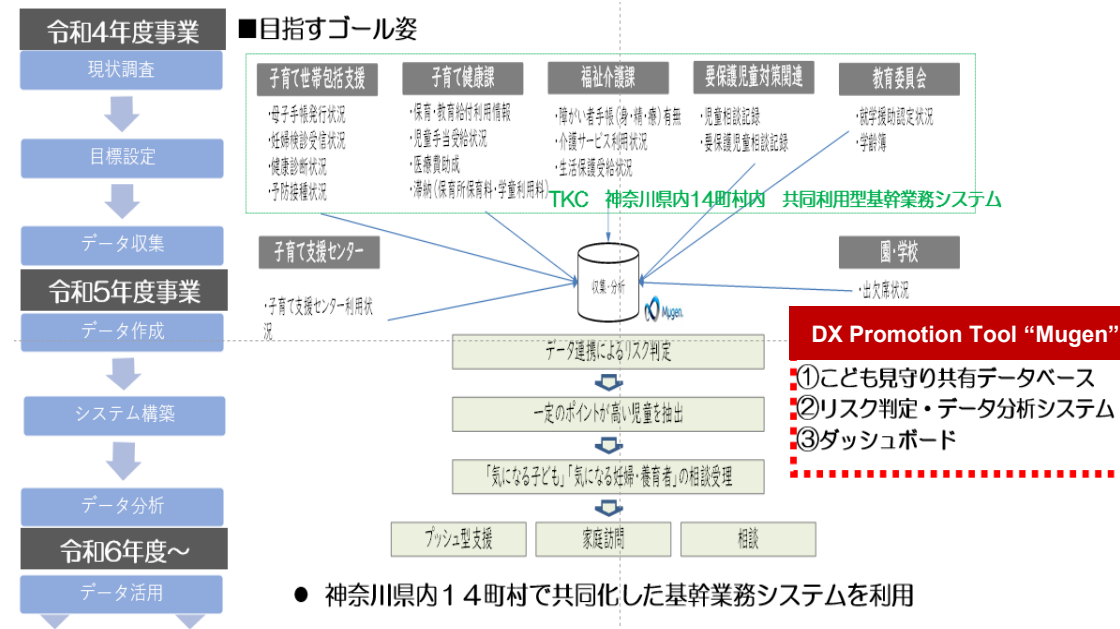 令和4年度事業
現状調査
目標設定
データ収集
令和5年度事業
データ作成
システム構築
データ分析
令和6年度～
データ活用
■目指すゴール姿
子育て世帯包括支援
・母子手帳発行状況
・妊婦検診受信状況
・健康診断状況
・予防接種状況
子育て健康課
・保育・教育給付利用情報
・児童手当受給状況
・医療費助成
・滞納(保育所保育料・学童利用料)
福祉介護課
・障がい者手帳(身・精・療)有無
・介護サービス利用状況
・生活保護受給状況
要保護児童対策関連
・児童相談記録
・要保護児童相談記録
教育委員会
・就学援助認定状況
・学齢簿
TKC　神奈川県内14町村内　共同利用型基幹業務システム
子育て支援センター
・子育て支援センター利用状
況
収集・分析
Mugen
園・学校
・出欠席状況
データ連携によるリスク判定
一定のポイントが高い児童を抽出
「気になる子ども」「気になる妊婦・養育者」の相談受理
プッシュ型支援
家庭訪問
相談
DX Promotion Tool “Mugen”
①こども見守り共有データベース
②リスク判定・データ分析システム
③ダッシュボード
● 神奈川県内１４町村で共同化した基幹業務システムを利用